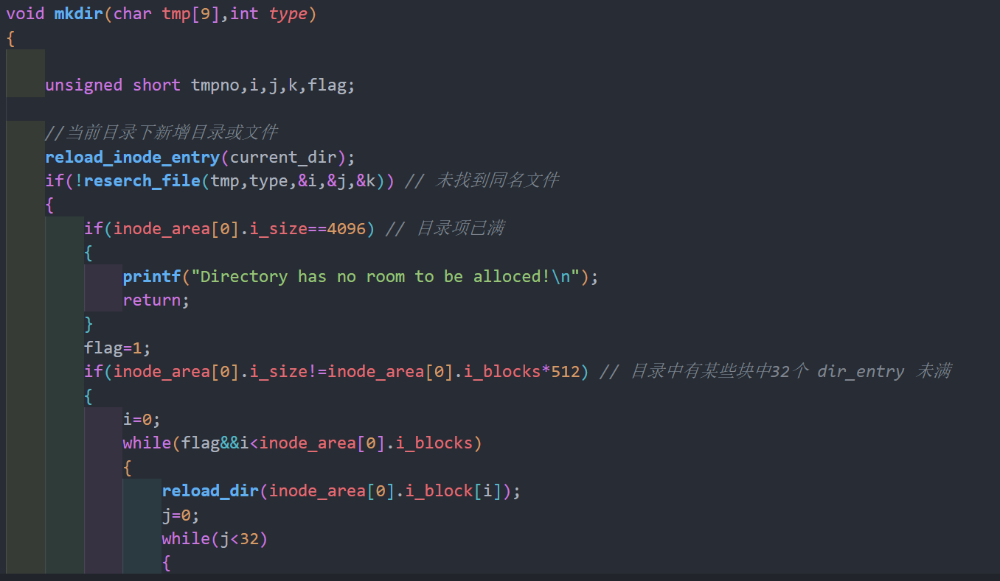 void mkdir(char tmp[9],int type)
{
unsigned short tmpno,i,j,k,flag;
//当前目录下新增目录或文件
reload_inode_entry(current_dir);
if(!reserch_file(tmp,type,&i,&j,&k)) // 未找到同名文件
{
if(inode_area[0].i_size==4096) // 目录项已满
{
printf("Directory has no room to be alloced!\n");
return;
}
flag=1;
if(inode_area[0].i_size!=inode_area[0].i_blocks*512) // 目录中有某些块中32个 dir_entry 未满
{
i=0;
while(flag&&i<inode_area[0].i_blocks)
{
reload_dir(inode_area[0].i_block[i]);
j=0;
while(j<32)
{